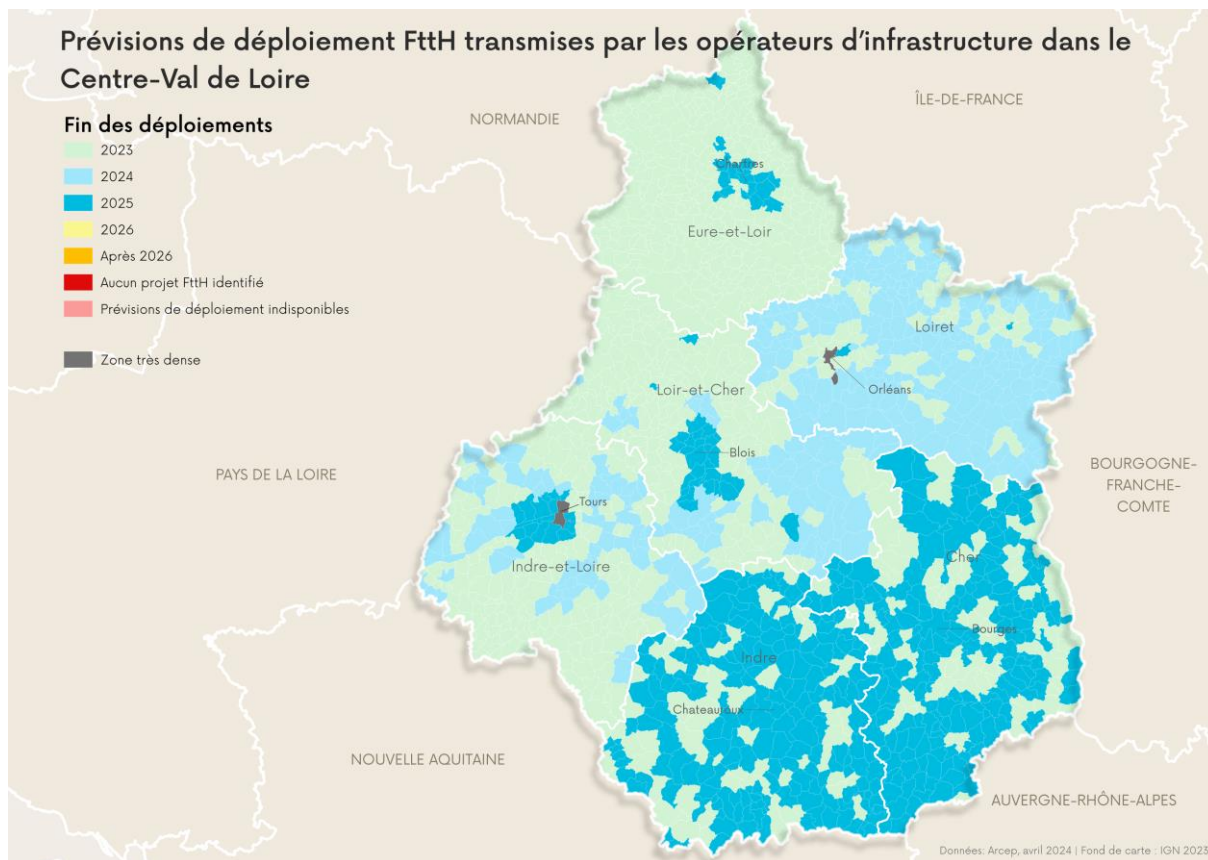 Prévisions de déploiement FttH transmises par les opérateurs d’infrastructure dans le
Centre-Val de Loire
Fin des déploiements
2023
2024
2025
2026
Après 2026
Aucun projet FttH identifié
Prévisions de déploiement indisponibles
Zone très dense
NORMANDIE
ÎLE-DE-FRANCE
Chartres
Eure-et-Loir
Loiret
Orléans
Loir-et-Cher
Blois
PAYS DE LA LOIRE
BOURGOGNE-
FRANCHE-
COMTE
Tours
Indre-et-Loire
Cher
Bourges
Indre
Chateaujoux
NOUVELLE AQUITAINE
AUVERGNE-RHÔNE-ALPES
Données: Arcep, avril 2024 | Fond de carte : IGN 2023